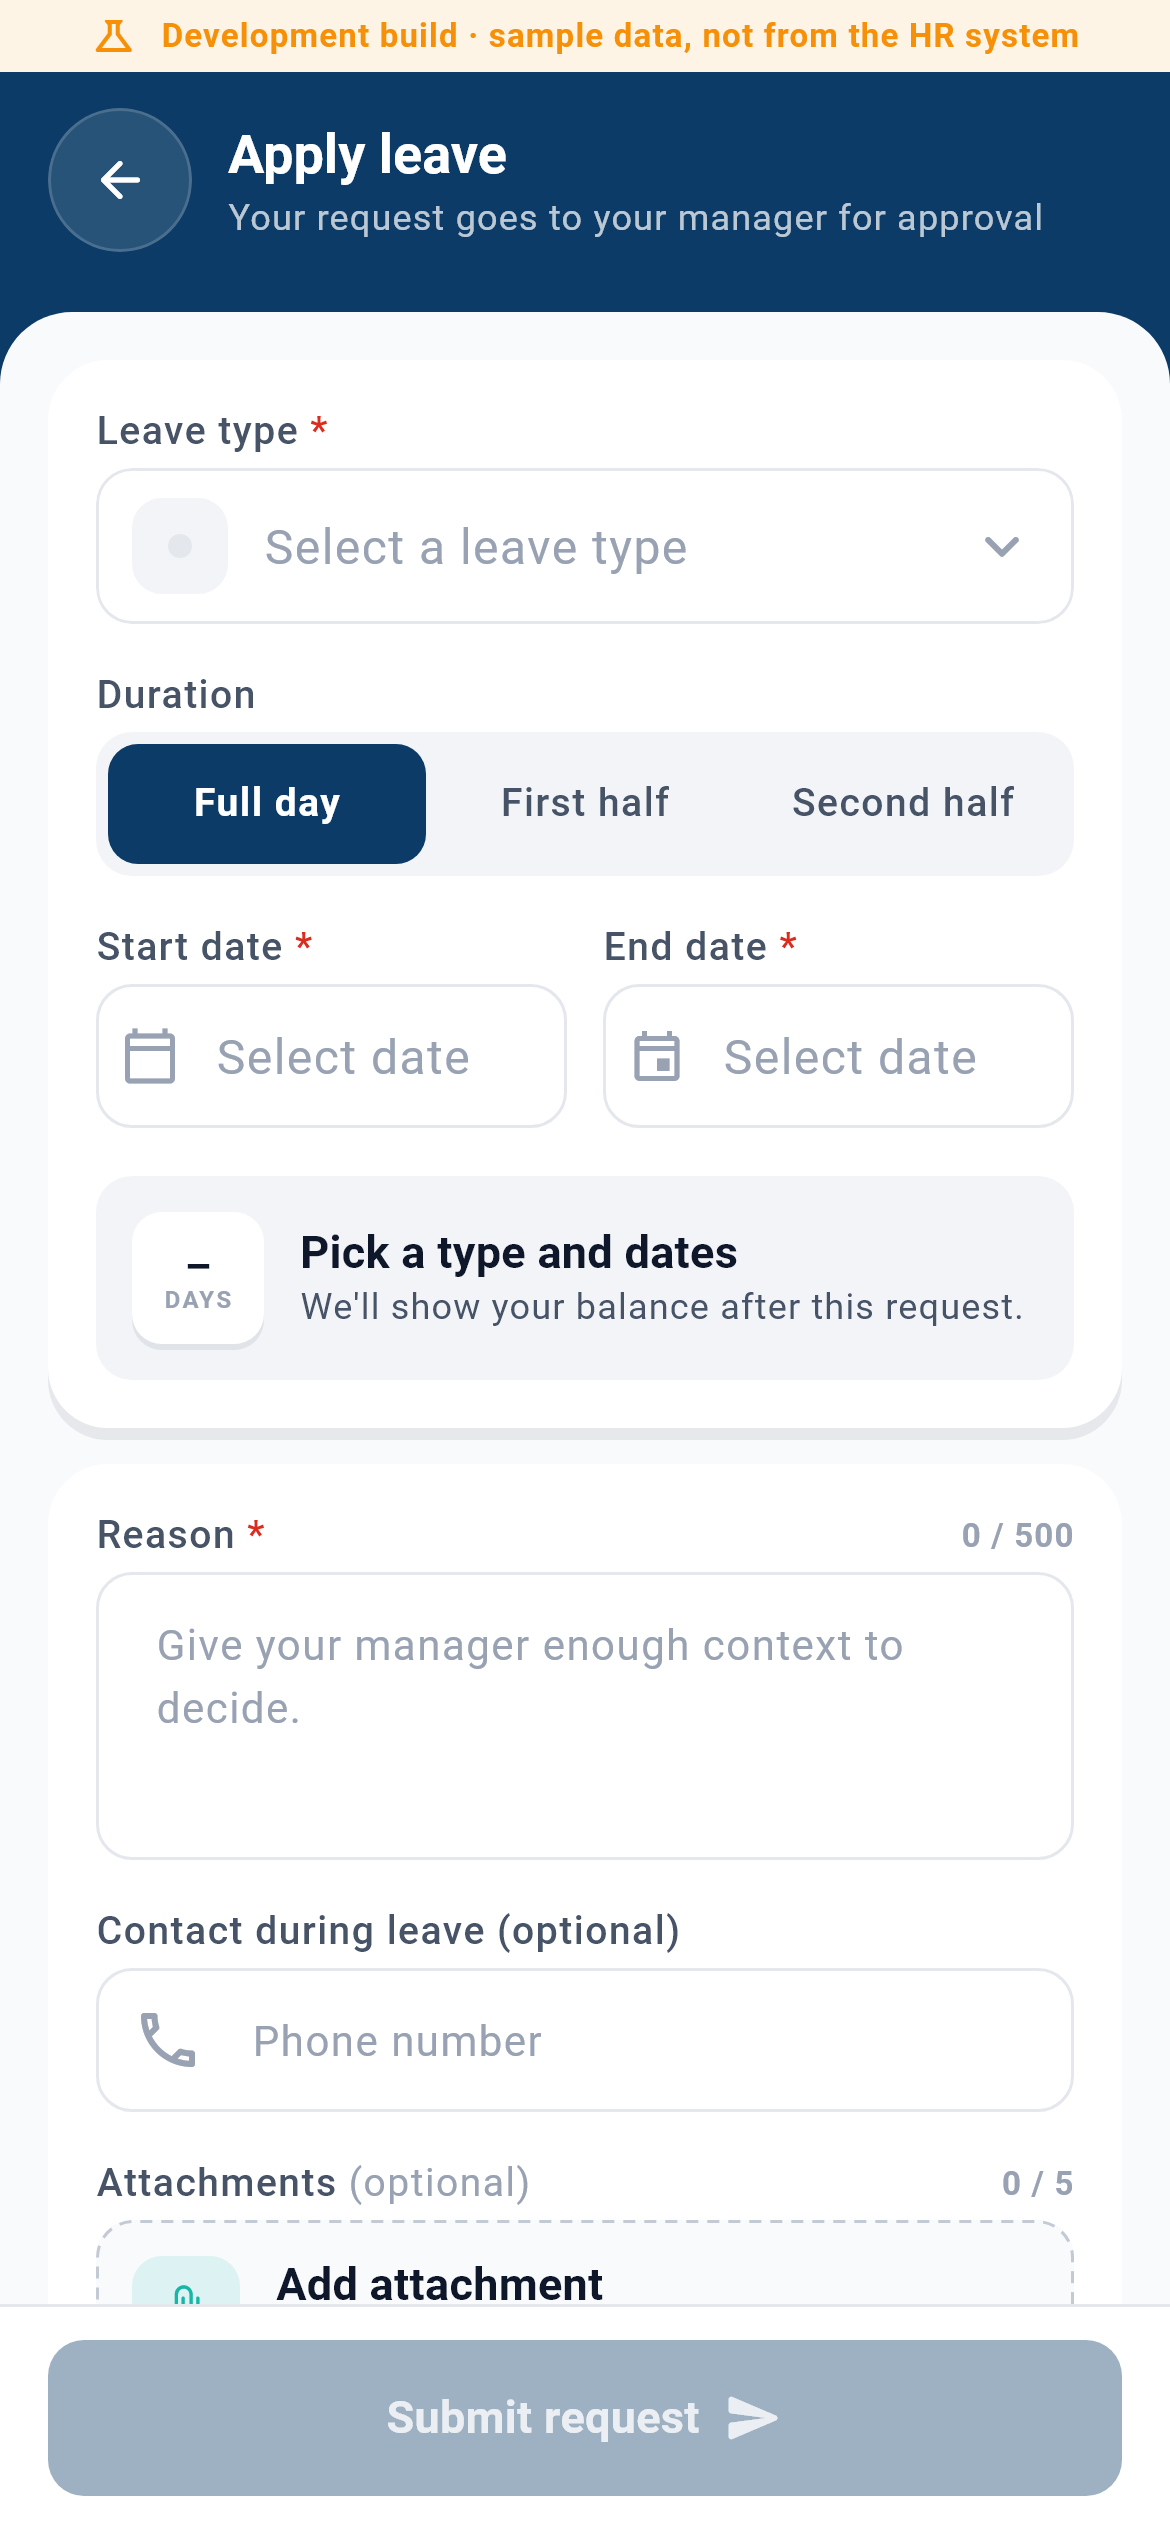 Development build · sample data, not from the HR system
Apply leave
Your request goes to your manager for approval
Leave type *
Select a leave type
Duration
Full day
First half
Second half
Start date *
End date *
Select date
Select date
–
DAYS
Pick a type and dates
We'll show your balance after this request.
Reason *
0 / 500
Give your manager enough context to
decide.
Contact during leave (optional)
Phone number
Attachments (optional)
0 / 5
Add attachment
Submit request